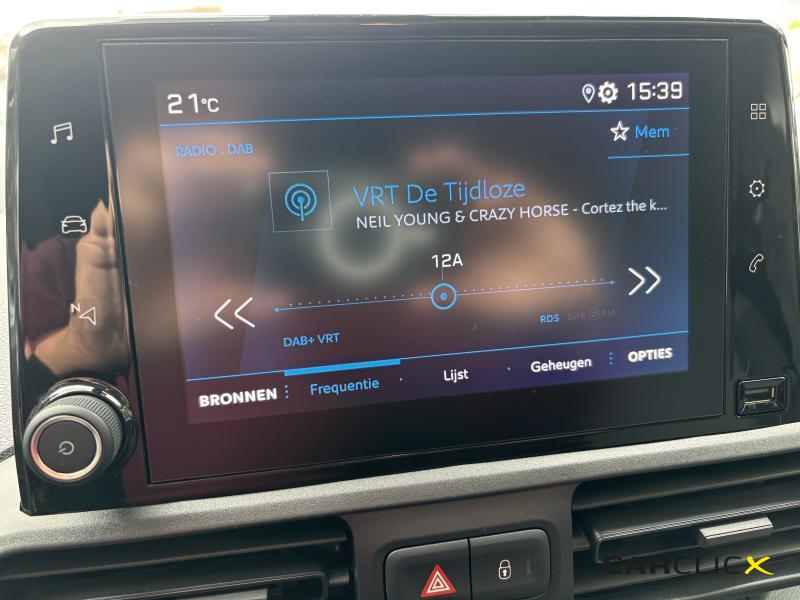 21°C
15:39
Mem
RADIO . DAB
VRT De Tijdloze
NEIL YOUNG & CRAZY HORSE - Cortez the k...
12A
DAB+ VRT
RDS DAB FM
BRONNEN Frequentie Lijst Geheugen OPTIES
N
CARCLICX